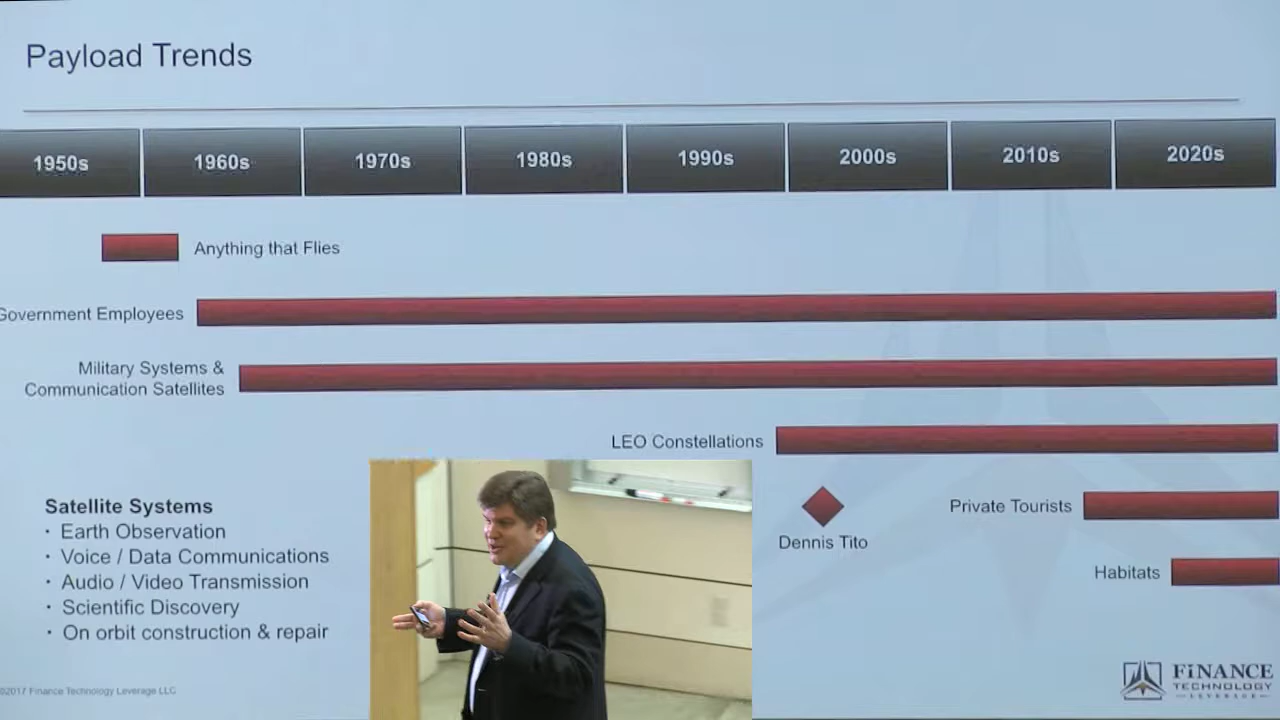 Payload Trends
1950s
1960s
1970s
1980s
1990s
2000s
2010s
2020s
Anything that Flies
Government Employees
Military Systems &
Communication Satellites
LEO Constellations
Dennis Tito
Private Tourists
Habitats
Satellite Systems
· Earth Observation
· Voice / Data Communications
· Audio / Video Transmission
· Scientific Discovery
· On orbit construction & repair
©2017 Finance Technology Leverage LLC
FINANCE
TECHNOLOGY
LEVERAGE